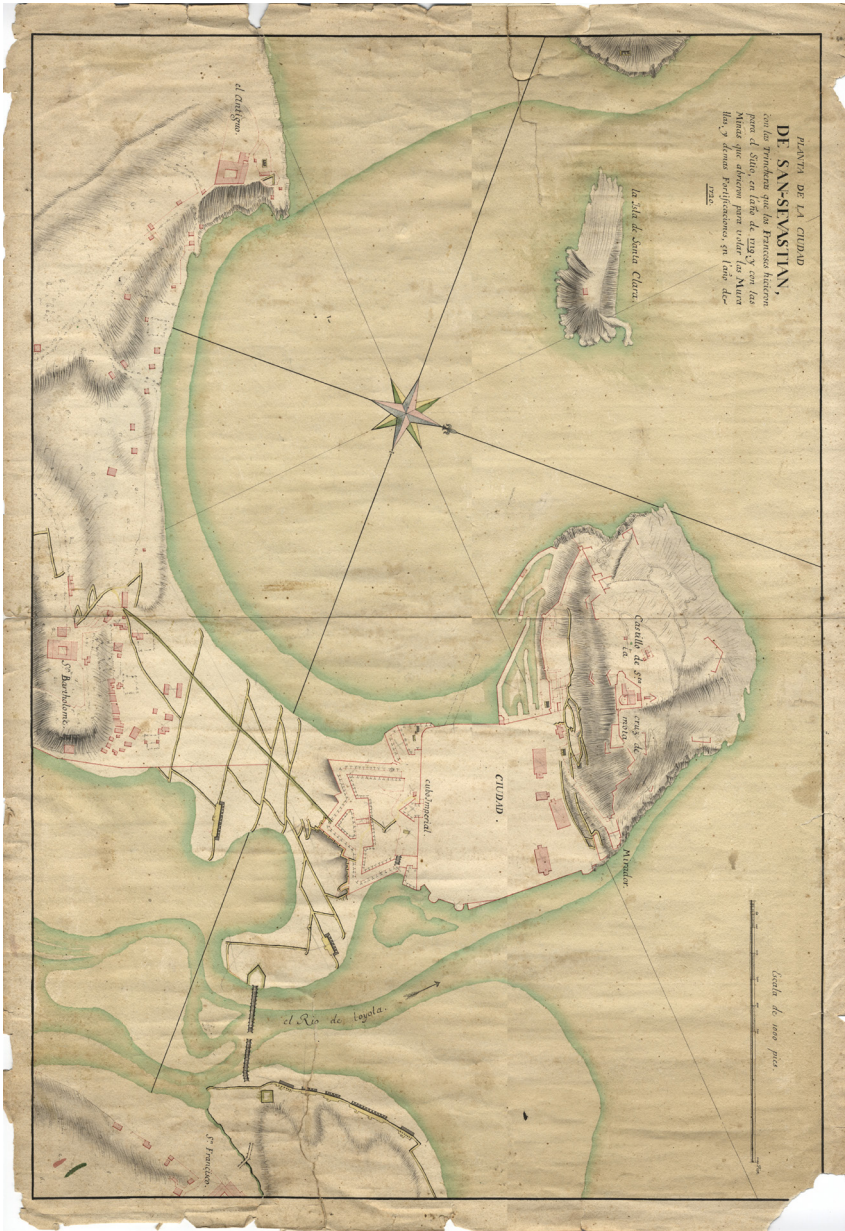 PLANTA DE LA CIUDAD
DE SAN-SEVASTIAN,
con las Trincheras que los Franceses hicieron
para el Sitio, en l'año de 1719; y con las
Minas que abrieron para volar las Mura
llas, y demas Fortificaciones, en l'año de-
1720.
el Antiguo.
la Isla de Santa Clara.
Castillo de Sta. cruz de
la mota
Sn. Bartholome.
CIUDAD.
cubo Imperial.
Mirador.
Escala de 1000 pies.
el Rio de Loyola.
Sn. Francisco.